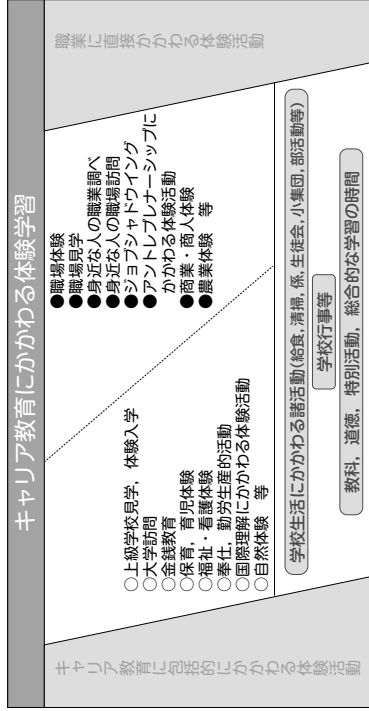 キャリア教育にかかわる体験学習
キャリア教育に包括的にかかわる体験活動
○上級学校見学，体験入学
○大学訪問
○金銭教育
○保育，育児体験
○福祉・看護体験
○奉仕，勤労生産的活動
○国際理解にかかわる体験活動
○自然体験　等
●職場体験
●職場見学
●身近な人の職業調べ
●身近な人の職場訪問
●ジョブシャドウイング
●アントレプレナーシップに
かかわる体験活動
●商業・商人体験
●農業体験　等
職業に直接かかわる体験活動
学校生活にかかわる諸活動(給食,清掃,係,生徒会,小集団,部活動等)
学校行事等
教科，道徳，特別活動，総合的な学習の時間